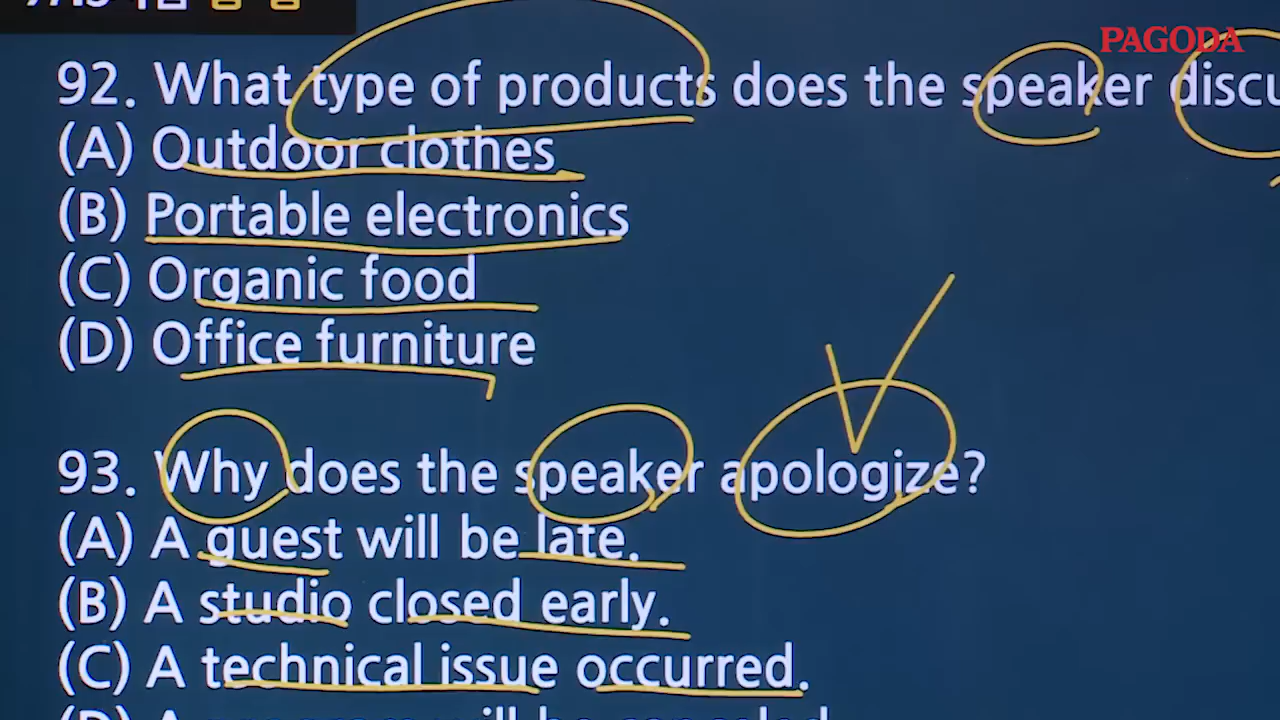 PAGODA
92. What type of products does the speaker discu
(A) Outdoor clothes
(B) Portable electronics
(C) Organic food
(D) Office furniture
93. Why does the speaker apologize?
(A) A guest will be late.
(B) A studio closed early.
(C) A technical issue occurred.